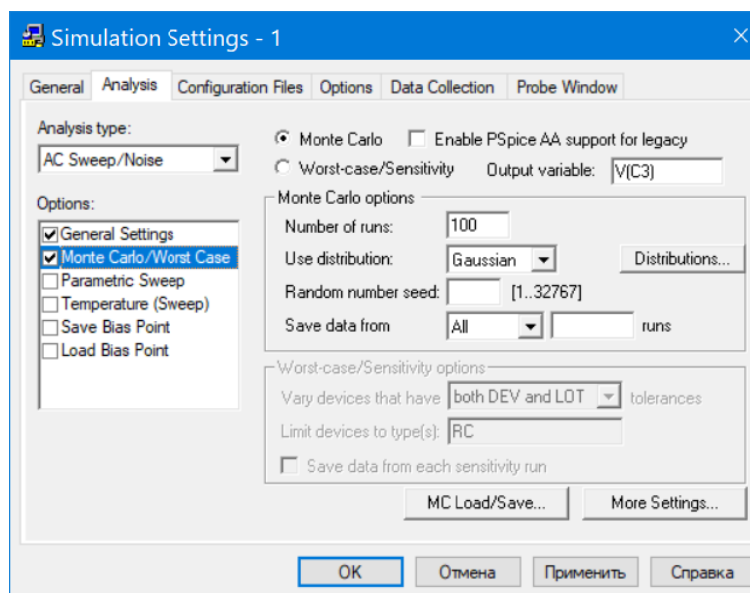 Simulation Settings - 1
General Analysis Configuration Files Options Data Collection Probe Window
Analysis type:
AC Sweep/Noise
Options:
General Settings
Monte Carlo/Worst Case
Parametric Sweep
Temperature (Sweep)
Save Bias Point
Load Bias Point
Monte Carlo Enable PSpice AA support for legacy
Worst-case/Sensitivity Output variable: V(C3)
Monte Carlo options
Number of runs: 100
Use distribution: Gaussian Distributions...
Random number seed: [1..32767]
Save data from All runs
Worst-case/Sensitivity options
Vary devices that have both DEV and LOT tolerances
Limit devices to type(s): RC
Save data from each sensitivity run
MC Load/Save... More Settings...
OK Отмена Применить Справка